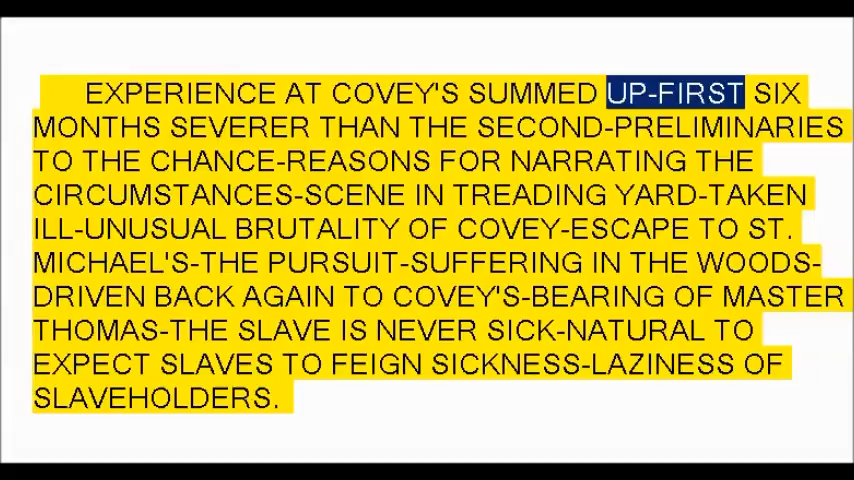 EXPERIENCE AT COVEY'S SUMMED UP-FIRST SIX
MONTHS SEVERER THAN THE SECOND-PRELIMINARIES
TO THE CHANCE-REASONS FOR NARRATING THE
CIRCUMSTANCES-SCENE IN TREADING YARD-TAKEN
ILL-UNUSUAL BRUTALITY OF COVEY-ESCAPE TO ST.
MICHAEL'S-THE PURSUIT-SUFFERING IN THE WOODS-
DRIVEN BACK AGAIN TO COVEY'S-BEARING OF MASTER
THOMAS-THE SLAVE IS NEVER SICK-NATURAL TO
EXPECT SLAVES TO FEIGN SICKNESS-LAZINESS OF
SLAVEHOLDERS.